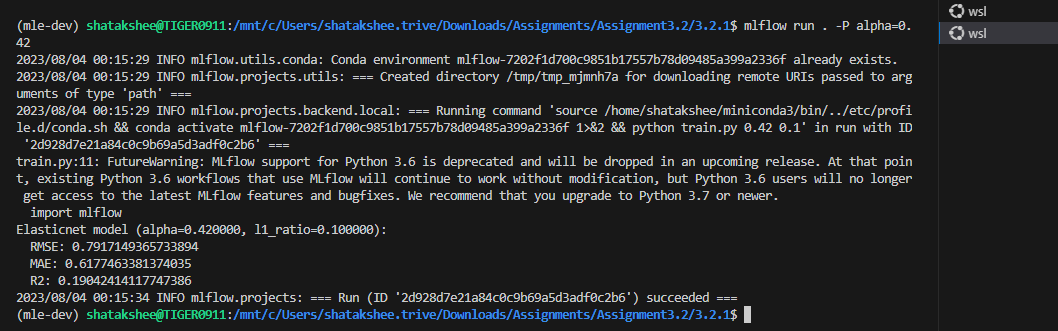 (mle-dev) shatakshee@TIGER0911:/mnt/c/Users/shatakshee.trive/Downloads/Assignments/Assignment3.2/3.2.1$ mlflow run . -P alpha=0.
42
2023/08/04 00:15:29 INFO mlflow.utils.conda: Conda environment mlflow-7202f1d700c9851b17557b78d09485a399a2336f already exists.
2023/08/04 00:15:29 INFO mlflow.projects.utils: === Created directory /tmp/tmp_mjmnh7a for downloading remote URIs passed to arg
uments of type 'path' ===
2023/08/04 00:15:29 INFO mlflow.projects.backend.local: === Running command 'source /home/shatakshee/miniconda3/bin/../etc/profi
le.d/conda.sh && conda activate mlflow-7202f1d700c9851b17557b78d09485a399a2336f 1>&2 && python train.py 0.42 0.1' in run with ID
 '2d928d7e21a84c0c9b69a5d3adf0c2b6' ===
train.py:11: FutureWarning: MLflow support for Python 3.6 is deprecated and will be dropped in an upcoming release. At that poin
t, existing Python 3.6 workflows that use MLflow will continue to work without modification, but Python 3.6 users will no longer
 get access to the latest MLflow features and bugfixes. We recommend that you upgrade to Python 3.7 or newer.
  import mlflow
Elasticnet model (alpha=0.420000, l1_ratio=0.100000):
  RMSE: 0.7917149365733894
  MAE: 0.6177463381374035
  R2: 0.19042414117747386
2023/08/04 00:15:34 INFO mlflow.projects: === Run (ID '2d928d7e21a84c0c9b69a5d3adf0c2b6') succeeded ===
(mle-dev) shatakshee@TIGER0911:/mnt/c/Users/shatakshee.trive/Downloads/Assignments/Assignment3.2/3.2.1$
wsl
wsl